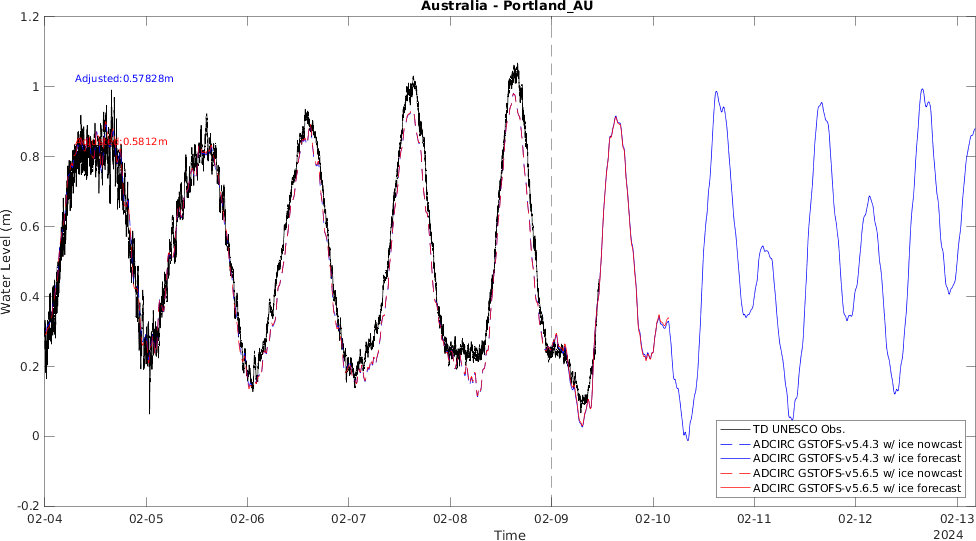 Australia - Portland_AU
1.2
1
0.8
0.6
0.4
0.2
0
-0.2
Water Level (m)
Adjusted:0.57828m
:0.5812m
02-04
02-05
02-06
02-07
02-08
02-09
02-10
02-11
02-12
02-13
Time
2024
TD UNESCO Obs.
ADCIRC GSTOFS-v5.4.3 w/ ice nowcast
ADCIRC GSTOFS-v5.4.3 w/ ice forecast
ADCIRC GSTOFS-v5.6.5 w/ ice nowcast
ADCIRC GSTOFS-v5.6.5 w/ ice forecast